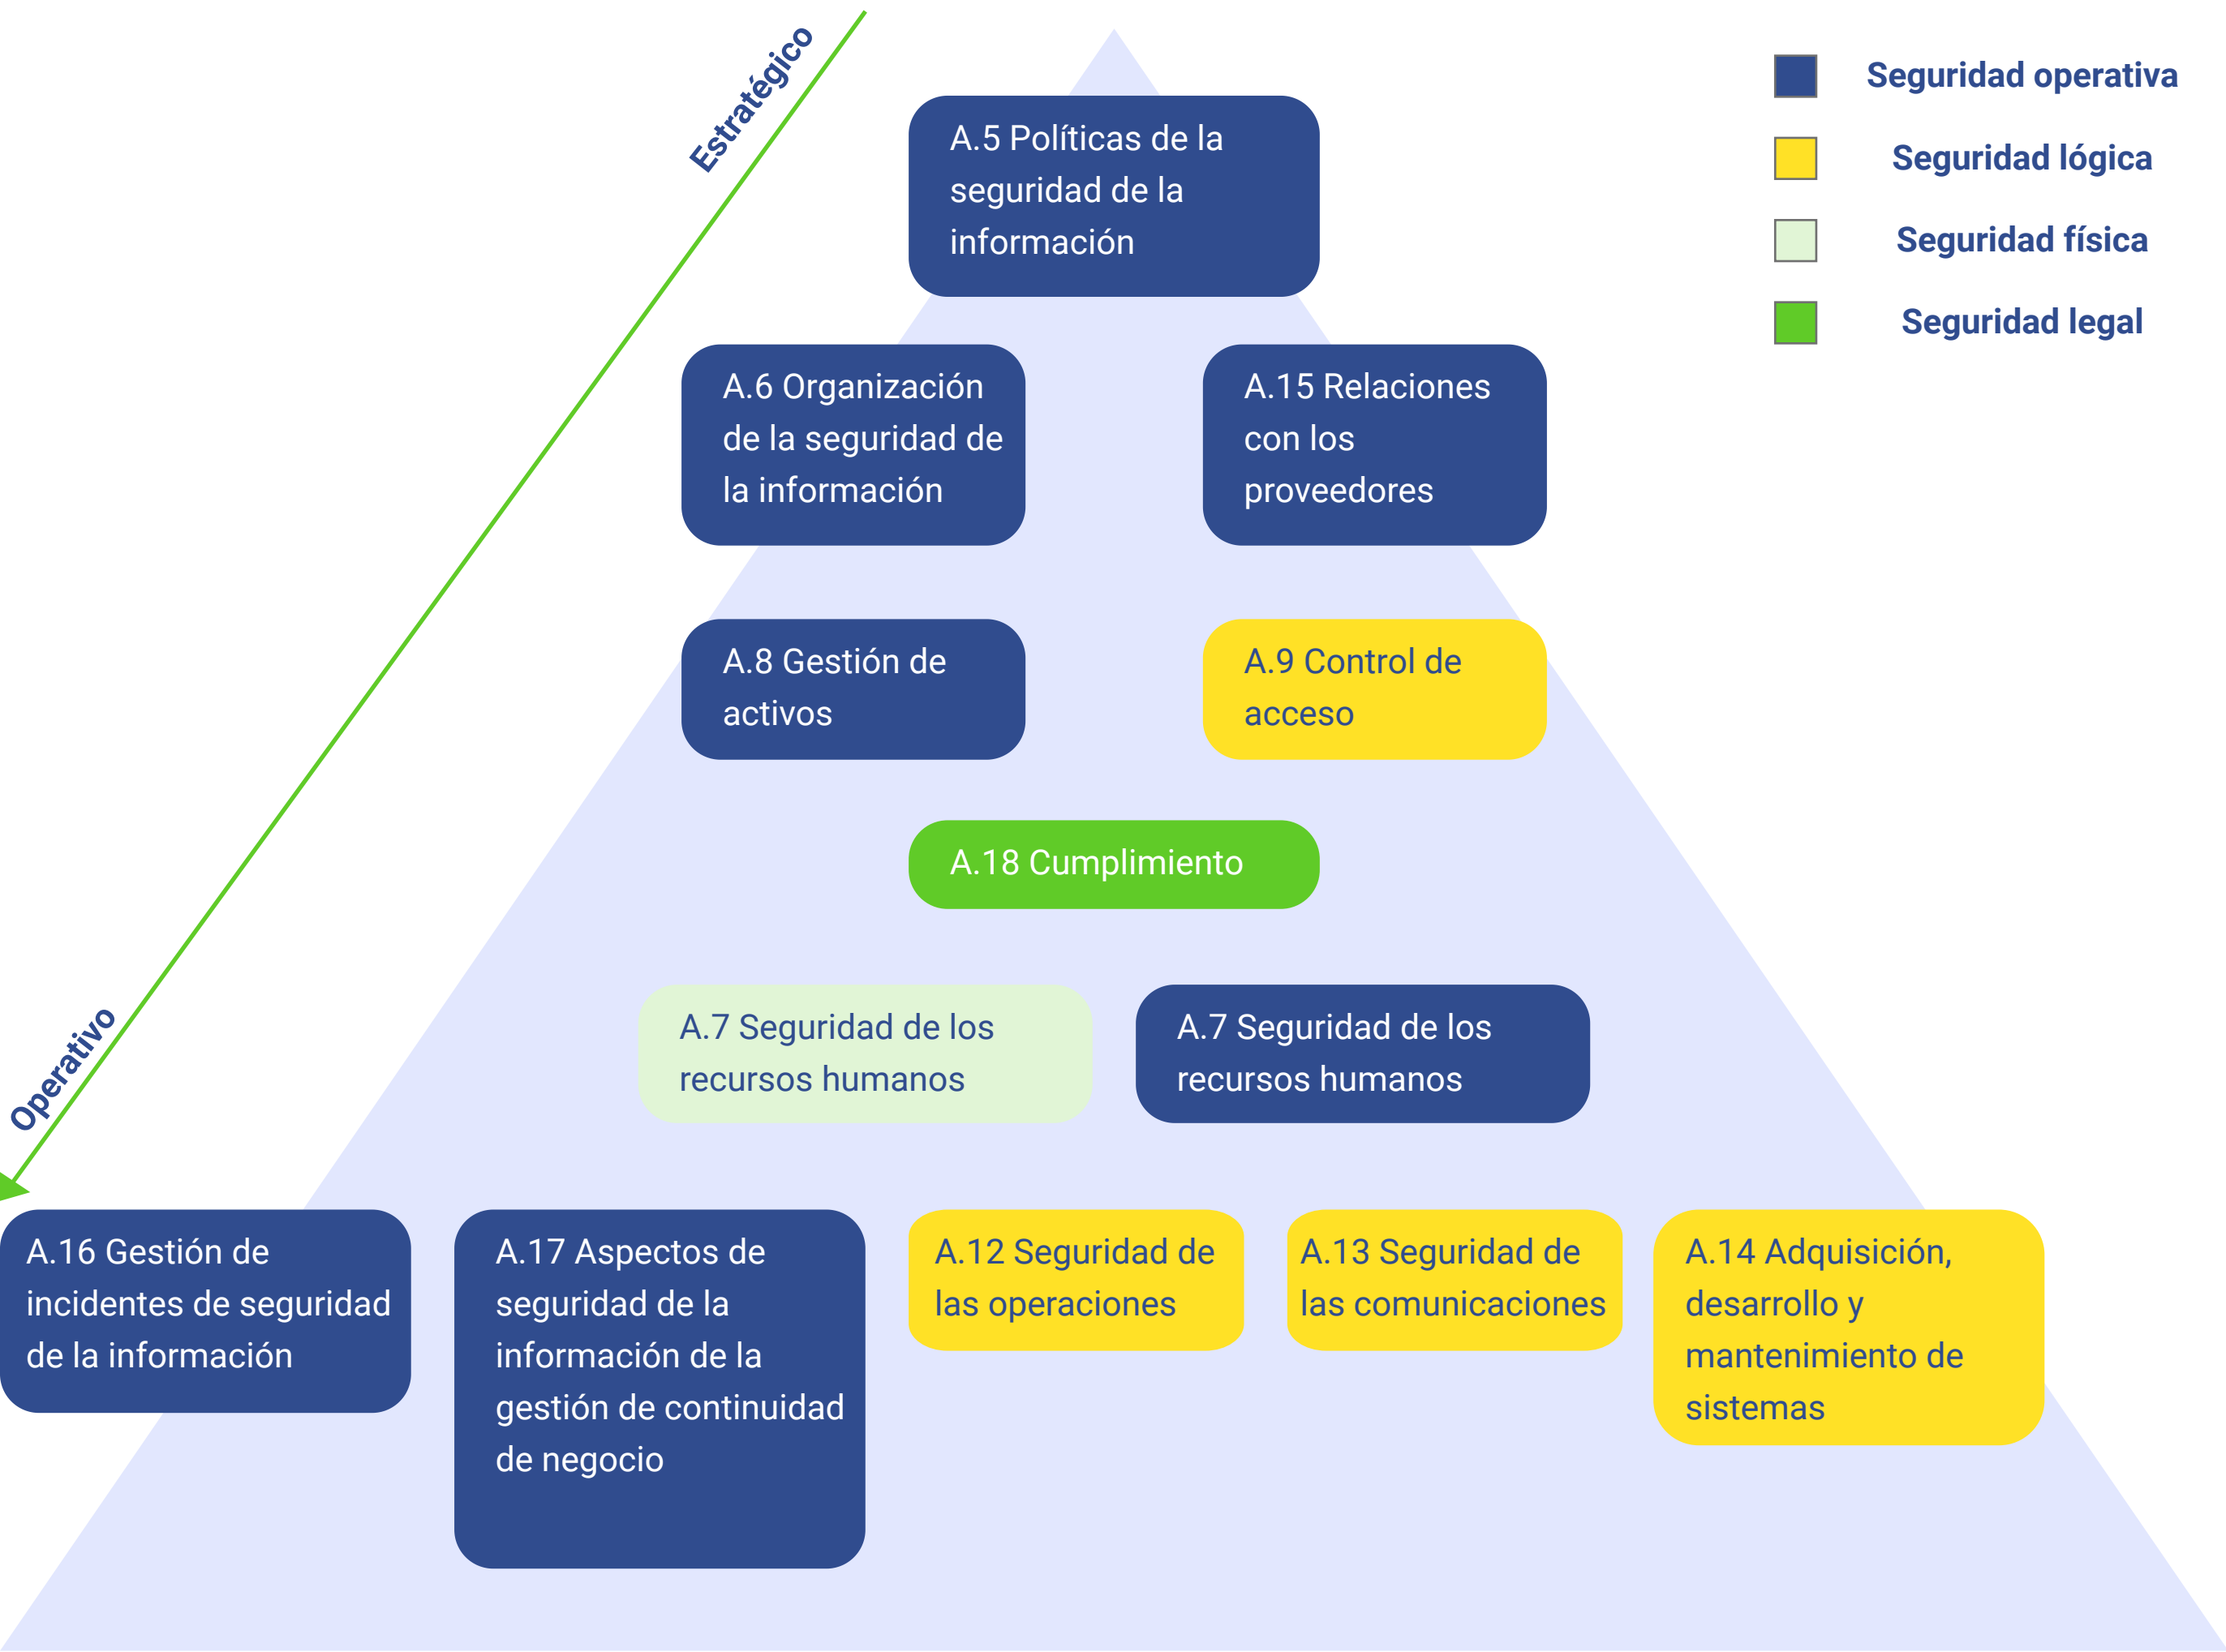 Estratégico
Seguridad operativa
Seguridad lógica
Seguridad física
Seguridad legal
A.5 Políticas de la
seguridad de la
información
A.6 Organización
de la seguridad de
la información
A.15 Relaciones
con los
proveedores
A.8 Gestión de
activos
A.9 Control de
acceso
A.18 Cumplimiento
Operativo
A.7 Seguridad de los
recursos humanos
A.7 Seguridad de los
recursos humanos
A.16 Gestión de
incidentes de seguridad
de la información
A.17 Aspectos de
seguridad de la
información de la
gestión de continuidad
de negocio
A.12 Seguridad de
las operaciones
A.13 Seguridad de
las comunicaciones
A.14 Adquisición,
desarrollo y
mantenimiento de
sistemas